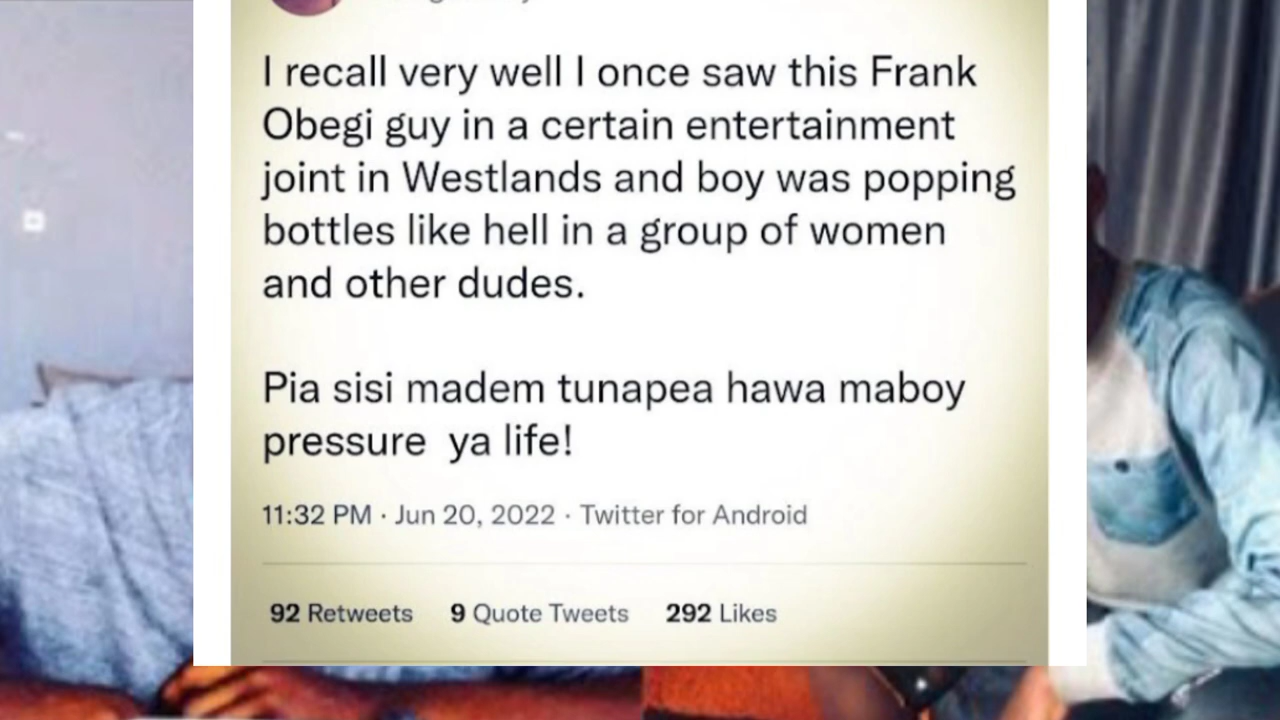 I recall very well I once saw this Frank
Obegi guy in a certain entertainment
joint in Westlands and boy was popping
bottles like hell in a group of women
and other dudes.
Pia sisi madem tunapea hawa maboy
pressure ya life!
11:32 PM · Jun 20, 2022 · Twitter for Android
92 Retweets 9 Quote Tweets 292 Likes